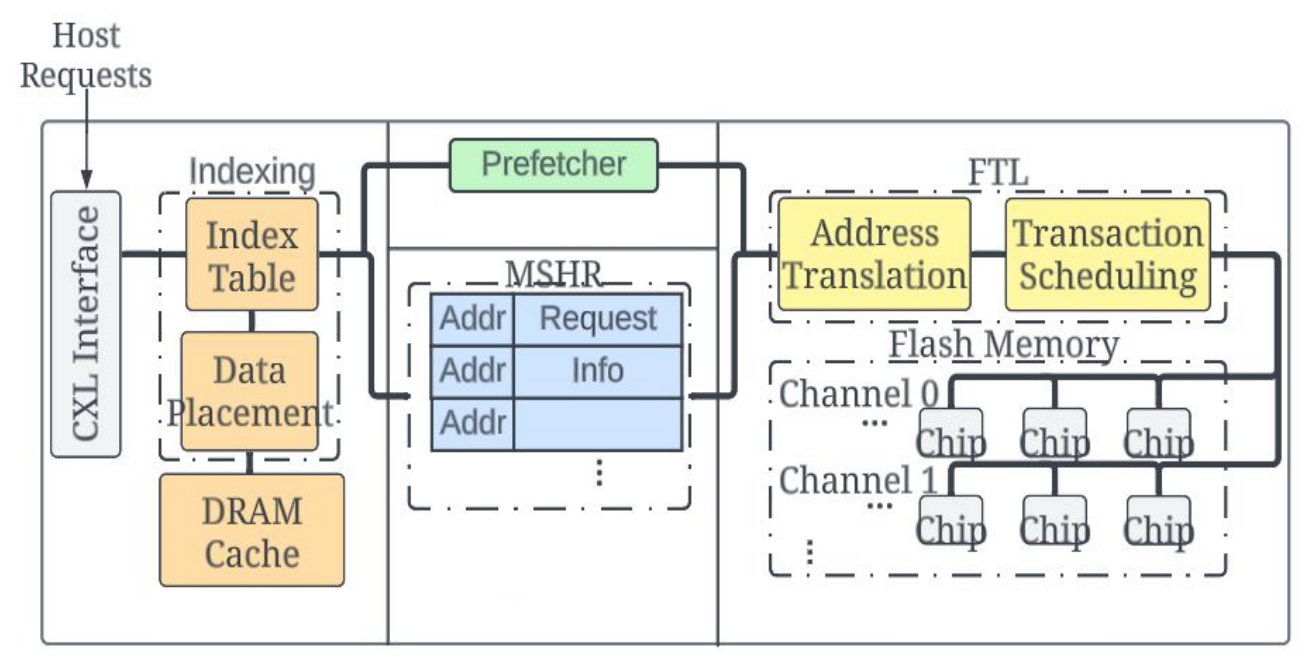 Host
Requests
CXL Interface
Indexing
Index
Table
Data
Placement
DRAM
Cache
Prefetcher
MSHR
Addr Request
Addr Info
Addr
⋮
FTL
Address
Translation
Transaction
Scheduling
Flash Memory
Channel 0
...
Chip Chip Chip
Channel 1
...
Chip Chip Chip
⋮